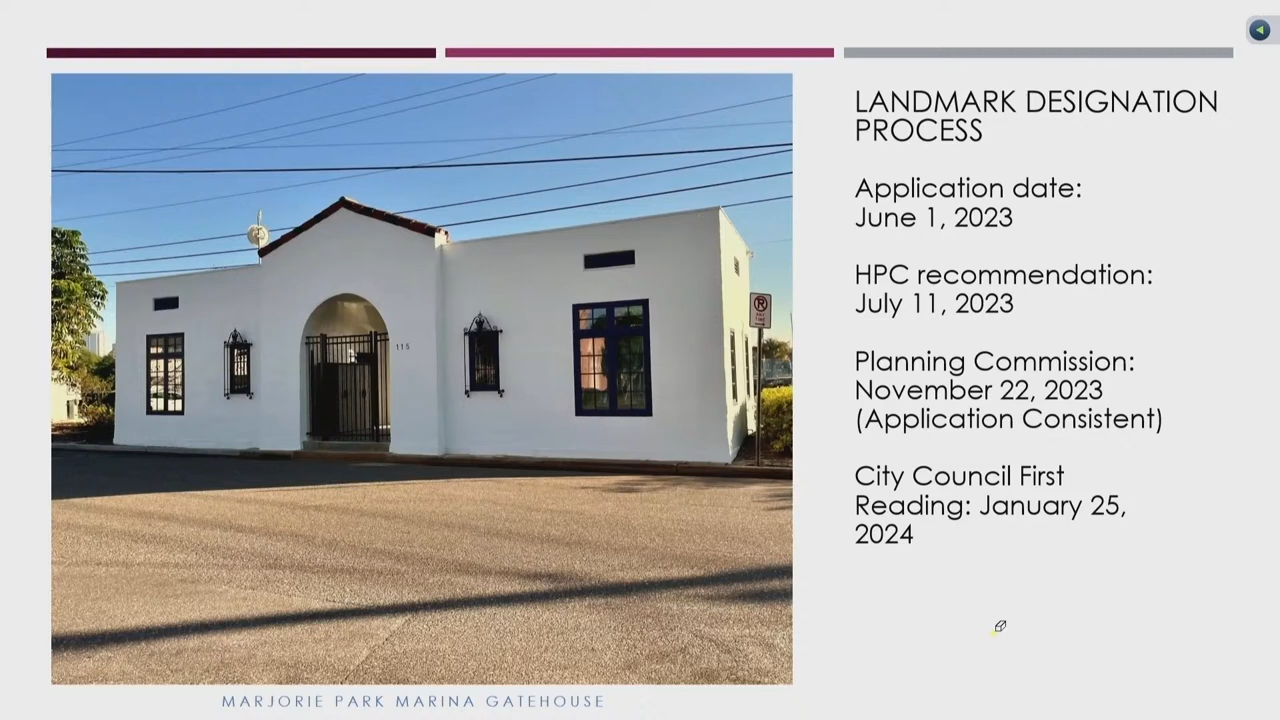 LANDMARK DESIGNATION
PROCESS
Application date:
June 1, 2023
HPC recommendation:
July 11, 2023
Planning Commission:
November 22, 2023
(Application Consistent)
City Council First
Reading: January 25,
2024
115
MARJORIE PARK MARINA GATEHOUSE